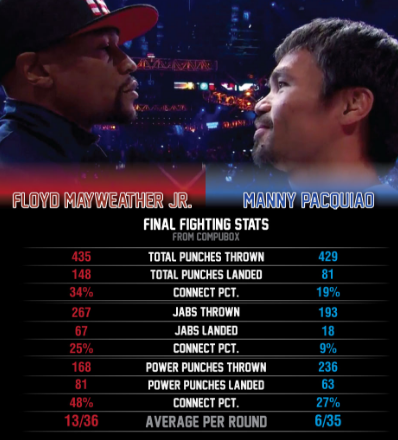 FLOYD MAYWEATHER JR. MANNY PACQUIAO
FINAL FIGHTING STATS
FROM COMPUBOX
435 TOTAL PUNCHES THROWN 429
148 TOTAL PUNCHES LANDED 81
34% CONNECT PCT. 19%
267 JABS THROWN 193
67 JABS LANDED 18
25% CONNECT PCT. 9%
168 POWER PUNCHES THROWN 236
81 POWER PUNCHES LANDED 63
48% CONNECT PCT. 27%
13/36 AVERAGE PER ROUND 6/35